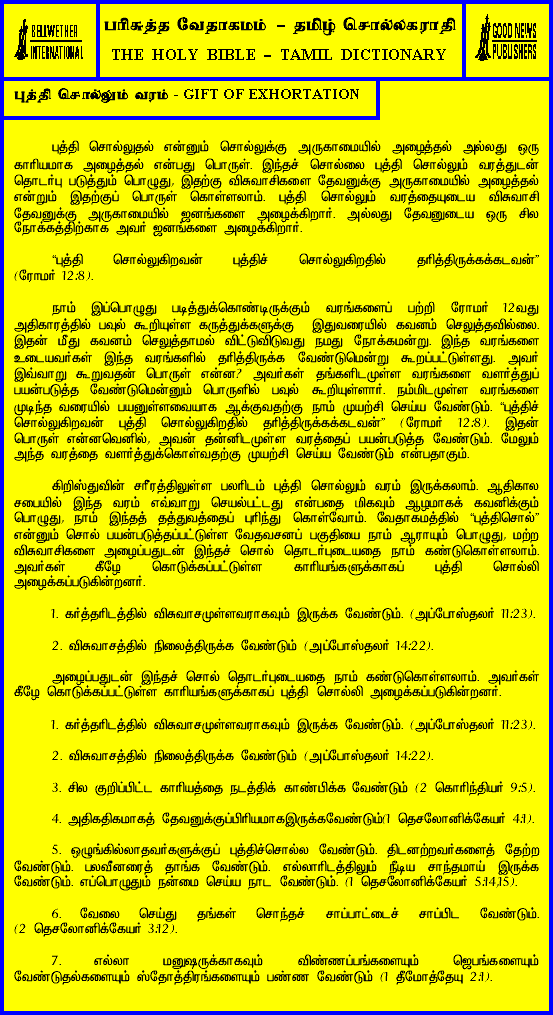 BELLWETHER
INTERNATIONAL
பரிசுத்த வேதாகமம் – தமிழ் சொல்லகராதி
THE HOLY BIBLE – TAMIL DICTIONARY
GOOD NEWS
PUBLISHERS
புத்தி சொல்லும் வரம் - GIFT OF EXHORTATION
புத்தி சொல்லுதல் என்னும் சொல்லுக்கு அருகாமையில் அழைத்தல் அல்லது ஒரு
காரியமாக அழைத்தல் என்பது பொருள். இந்தச் சொல்லை புத்தி சொல்லும் வரத்துடன்
தொடர்பு படுத்தும் பொழுது, இதற்கு விசுவாசிகளை தேவனுக்கு அருகாமையில் அழைத்தல்
என்றும் இதற்குப் பொருள் கொள்ளலாம். புத்தி சொல்லும் வரத்தையுடைய விசுவாசி
தேவனுக்கு அருகாமையில் ஜனங்களை அழைக்கிறார். அல்லது தேவனுடைய ஒரு சில
நோக்கத்திற்காக அவர் ஜனங்களை அழைக்கிறார்.
“புத்தி சொல்லுகிறவன் புத்திச் சொல்லுகிறதில் தரித்திருக்கக்கடவன்”
(ரோமர் 12:8).
நாம் இப்பொழுது படித்துக்கொண்டிருக்கும் வரங்களைப் பற்றி ரோமர் 12வது
அதிகாரத்தில் பவுல் கூறியுள்ள கருத்துக்களுக்கு இதுவரையில் கவனம் செலுத்தவில்லை.
இதன் மீது கவனம் செலுத்தாமல் விட்டுவிடுவது நமது நோக்கமன்று. இந்த வரங்களை
உடையவர்கள் இந்த வரங்களில் தரித்திருக்க வேண்டுமென்று கூறப்பட்டுள்ளது. அவர்
இவ்வாறு கூறுவதன் பொருள் என்ன? அவர்கள் தங்களிடமுள்ள வரங்களை வளர்த்துப்
பயன்படுத்த வேண்டுமென்னும் பொருளில் பவுல் கூறியுள்ளார். நம்மிடமுள்ள வரங்களை
முடிந்த வரையில் பயனுள்ளவையாக ஆக்குவதற்கு நாம் முயற்சி செய்ய வேண்டும். “புத்திச்
சொல்லுகிறவன் புத்தி சொல்லுகிறதில் தரித்திருக்கக்கடவன்” (ரோமர் 12:8). இதன்
பொருள் என்னவெனில், அவன் தன்னிடமுள்ள வரத்தைப் பயன்படுத்த வேண்டும். மேலும்
அந்த வரத்தை வளர்த்துக்கொள்வதற்கு முயற்சி செய்ய வேண்டும் என்பதாகும்.
கிறிஸ்துவின் சரீரத்திலுள்ள பலரிடம் புத்தி சொல்லும் வரம் இருக்கலாம். ஆதிகால
சபையில் இந்த வரம் எவ்வாறு செயல்பட்டது என்பதை மிகவும் ஆழமாகக் கவனிக்கும்
பொழுது, நாம் இந்தத் தத்துவத்தைப் புரிந்து கொள்வோம். வேதாகமத்தில் “புத்திசொல்”
என்னும் சொல் பயன்படுத்தப்பட்டுள்ள வேதவசனப் பகுதியை நாம் ஆராயும் பொழுது, மற்ற
விசுவாசிகளை அழைப்பதுடன் இந்தச் சொல் தொடர்புடையதை நாம் கண்டுகொள்ளலாம்.
அவர்கள் கீழே கொடுக்கப்பட்டுள்ள காரியங்களுக்காகப் புத்தி சொல்லி
அழைக்கப்படுகின்றனர்.
1. கர்த்தரிடத்தில் விசுவாசமுள்ளவராகவும் இருக்க வேண்டும். (அப்போஸ்தலர் 11:23).
2. விசுவாசத்தில் நிலைத்திருக்க வேண்டும் (அப்போஸ்தலர் 14:22).
அழைப்பதுடன் இந்தச் சொல் தொடர்புடையதை நாம் கண்டுகொள்ளலாம். அவர்கள்
கீழே கொடுக்கப்பட்டுள்ள காரியங்களுக்காகப் புத்தி சொல்லி அழைக்கப்படுகின்றனர்.
1. கர்த்தரிடத்தில் விசுவாசமுள்ளவராகவும் இருக்க வேண்டும். (அப்போஸ்தலர் 11:23).
2. விசுவாசத்தில் நிலைத்திருக்க வேண்டும் (அப்போஸ்தலர் 14:22).
3. சில குறிப்பிட்ட காரியத்தை நடத்திக் காண்பிக்க வேண்டும் (2 கொரிந்தியர் 9:5).
4. அதிகதிகமாகத் தேவனுக்குப்பிரியமாகஇருக்கவேண்டும்(1 தெசலோனிக்கேயர் 4:1).
5. ஒழுங்கில்லாதவர்களுக்குப் புத்திச்சொல்ல வேண்டும். திடனற்றவர்களைத் தேற்ற
வேண்டும். பலவீனரைத் தாங்க வேண்டும். எல்லாரிடத்திலும் நீடிய சாந்தமாய் இருக்க
வேண்டும். எப்பொழுதும் நன்மை செய்ய நாட வேண்டும். (1 தெசலோனிக்கேயர் 5:14,15).
6. வேலை செய்து தங்கள் சொந்தச் சாப்பாட்டைச் சாப்பிட வேண்டும்.
(2 தெசலோனிக்கேயர் 3:12).
7. எல்லா மனுஷருக்காகவும் விண்ணப்பங்களையும் ஜெபங்களையும்
வேண்டுதல்களையும் ஸ்தோத்திரங்களையும் பண்ண வேண்டும் (1 தீமோத்தேயு 2:1).